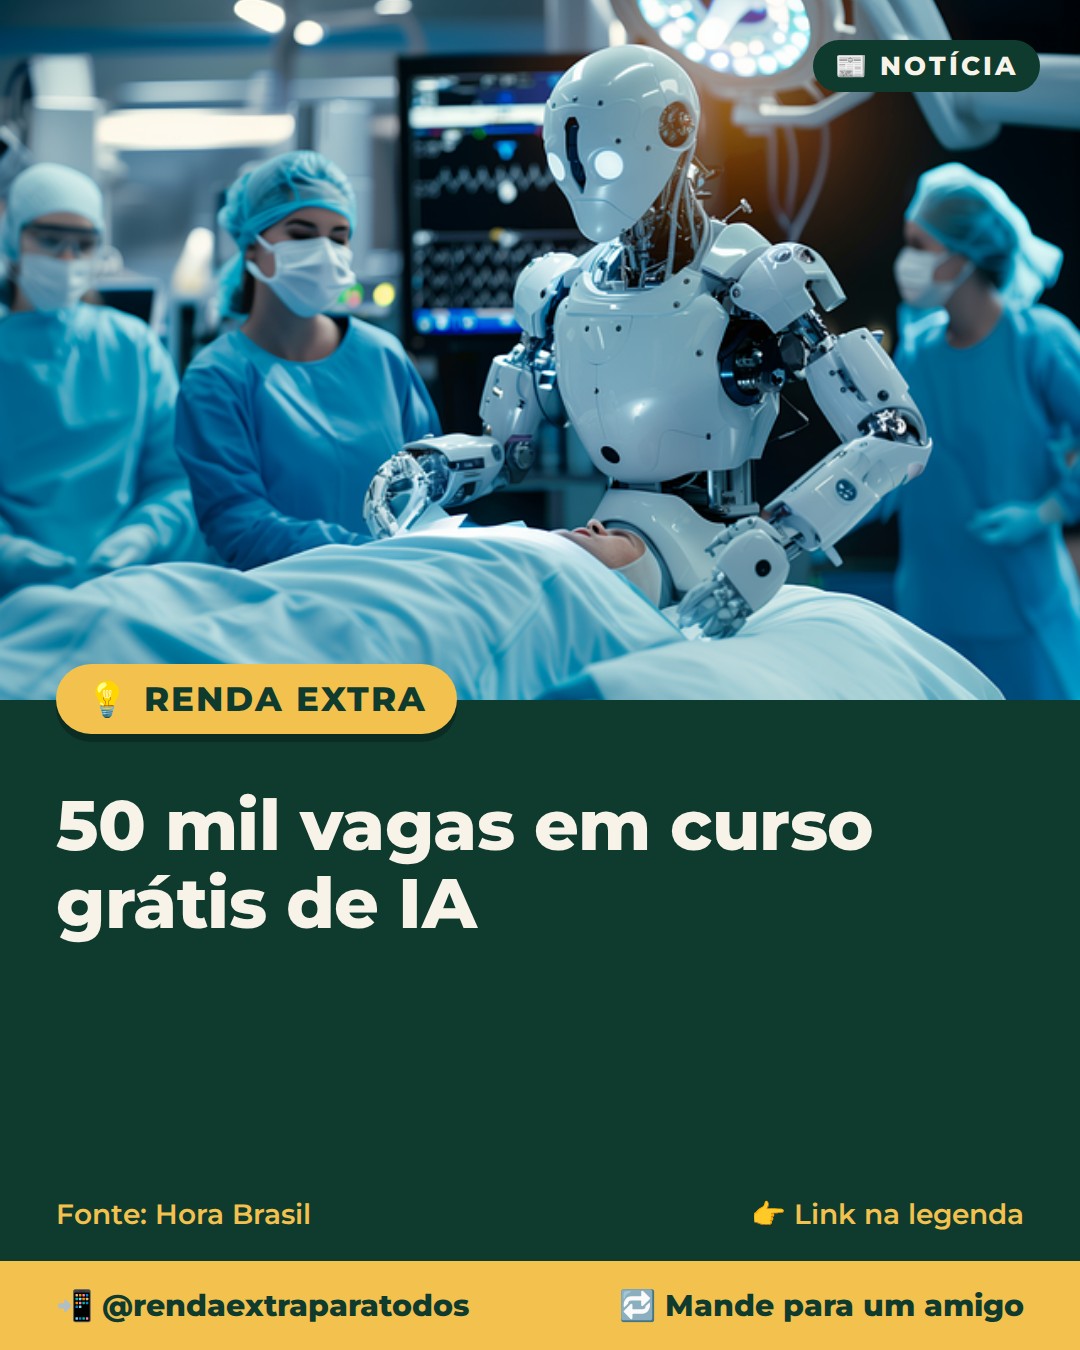 📰 NOTÍCIA
💡 RENDA EXTRA
50 mil vagas em curso
grátis de IA
Fonte: Hora Brasil
👉 Link na legenda
📲 @rendaextraparatodos
🔁 Mande para um amigo